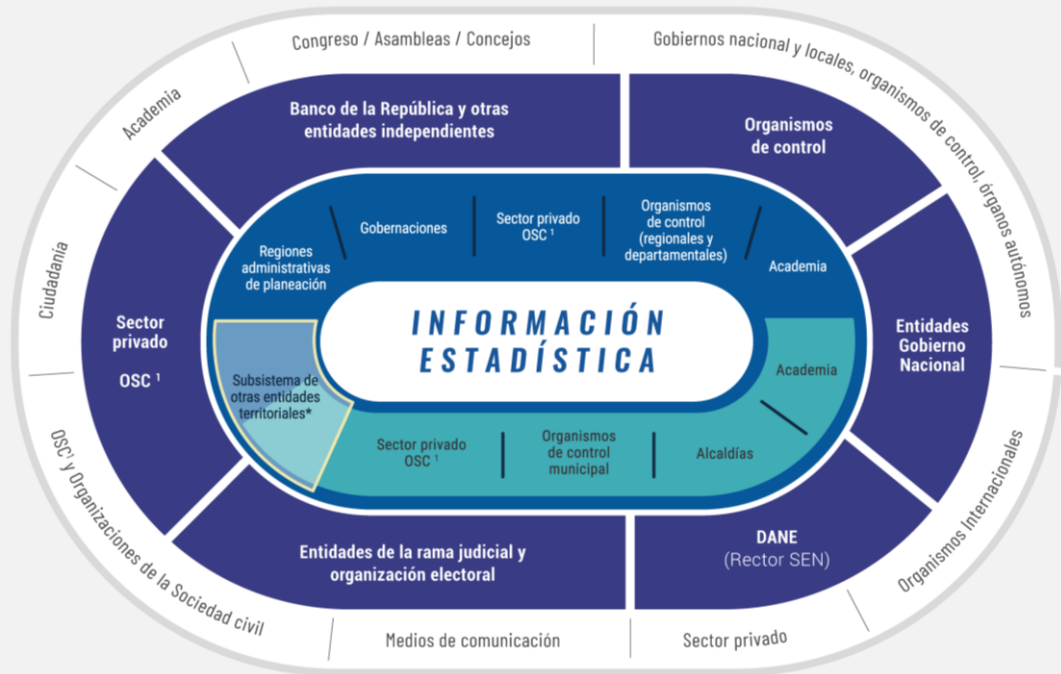 Congreso / Asambleas / Concejos
Gobiernos nacional y locales, organismos de control, órganos autónomos
Academia
Ciudadanía
OSC¹ y Organizaciones de la Sociedad civil
Medios de comunicación
Sector privado
Organismos Internacionales
Banco de la República y otras
entidades independientes
Organismos
de control
Sector
privado
OSC ¹
Entidades
Gobierno
Nacional
Entidades de la rama judicial y
organización electoral
DANE
(Rector SEN)
Regiones
administrativas
de planeación
Gobernaciones
Sector privado
OSC ¹
Organismos
de control
(regionales y
departamentales)
Academia
INFORMACIÓN
ESTADÍSTICA
Subsistema de
otras entidades
territoriales*
Sector privado
OSC ¹
Organismos
de control
municipal
Alcaldías
Academia